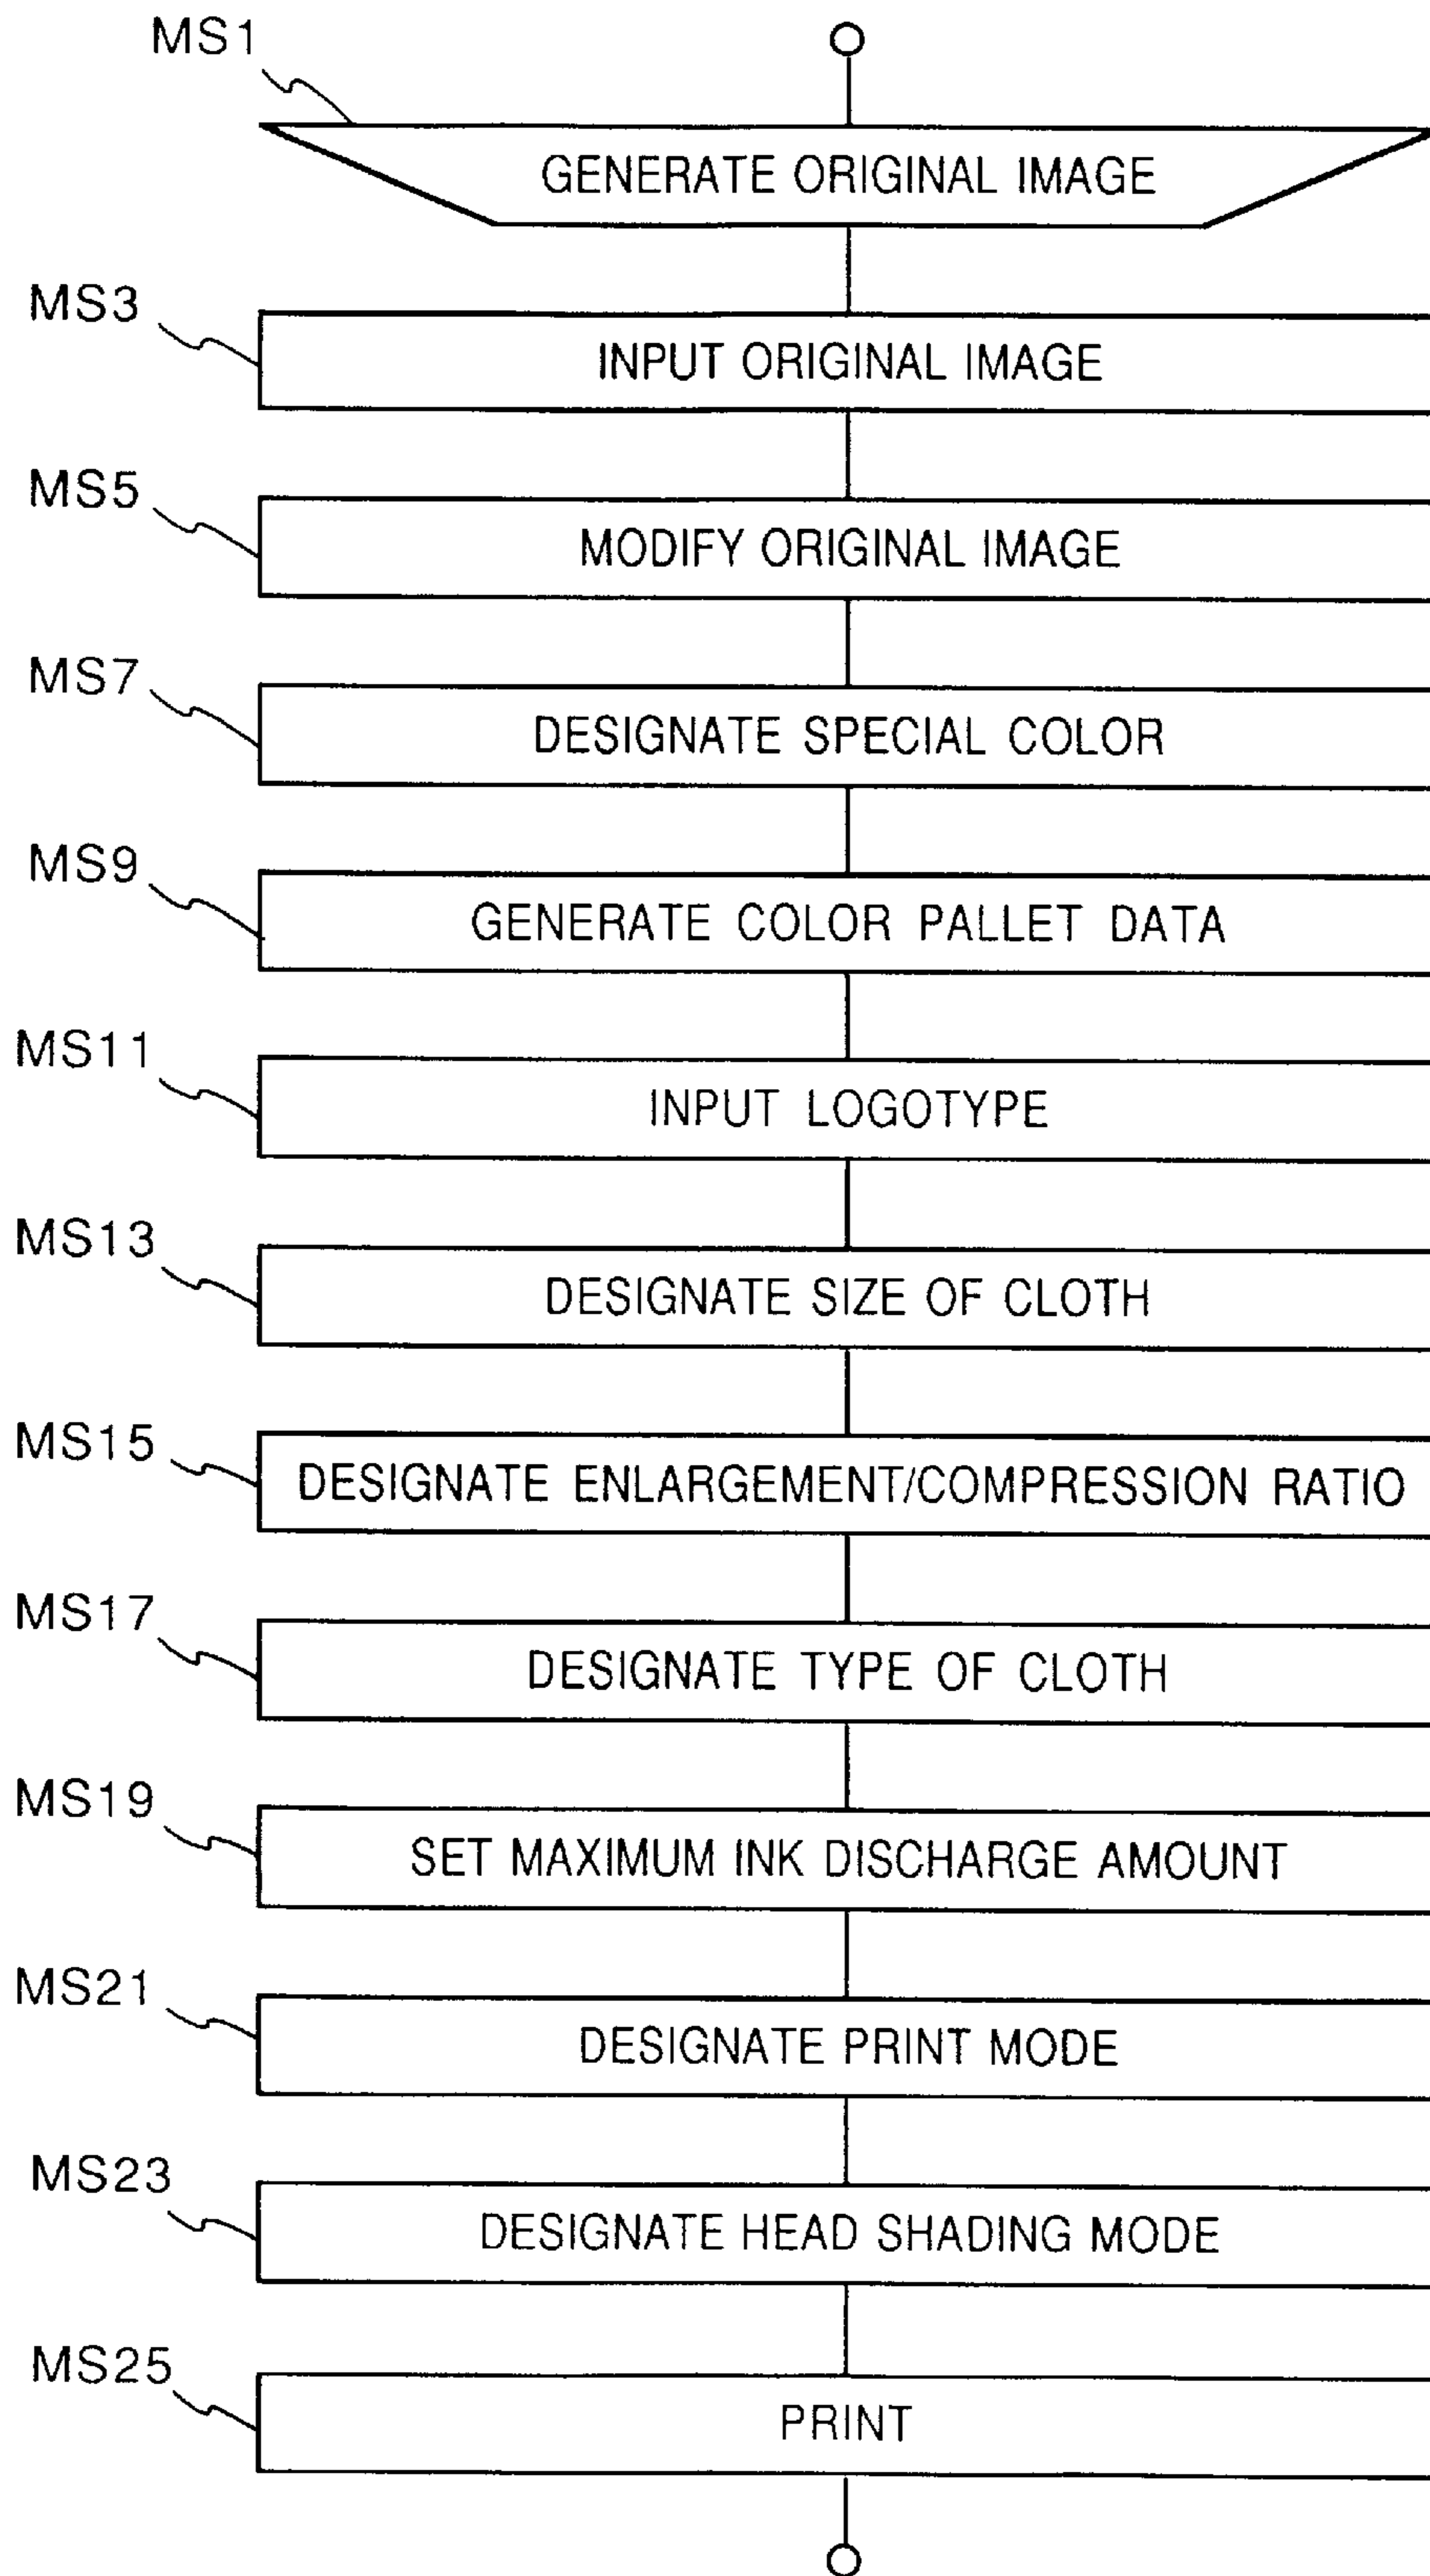 MS1
GENERATE ORIGINAL IMAGE
MS3
INPUT ORIGINAL IMAGE
MS5
MODIFY ORIGINAL IMAGE
MS7
DESIGNATE SPECIAL COLOR
MS9
GENERATE COLOR PALLET DATA
MS11
INPUT LOGOTYPE
MS13
DESIGNATE SIZE OF CLOTH
MS15
DESIGNATE ENLARGEMENT/COMPRESSION RATIO
MS17
DESIGNATE TYPE OF CLOTH
MS19
SET MAXIMUM INK DISCHARGE AMOUNT
MS21
DESIGNATE PRINT MODE
MS23
DESIGNATE HEAD SHADING MODE
MS25
PRINT